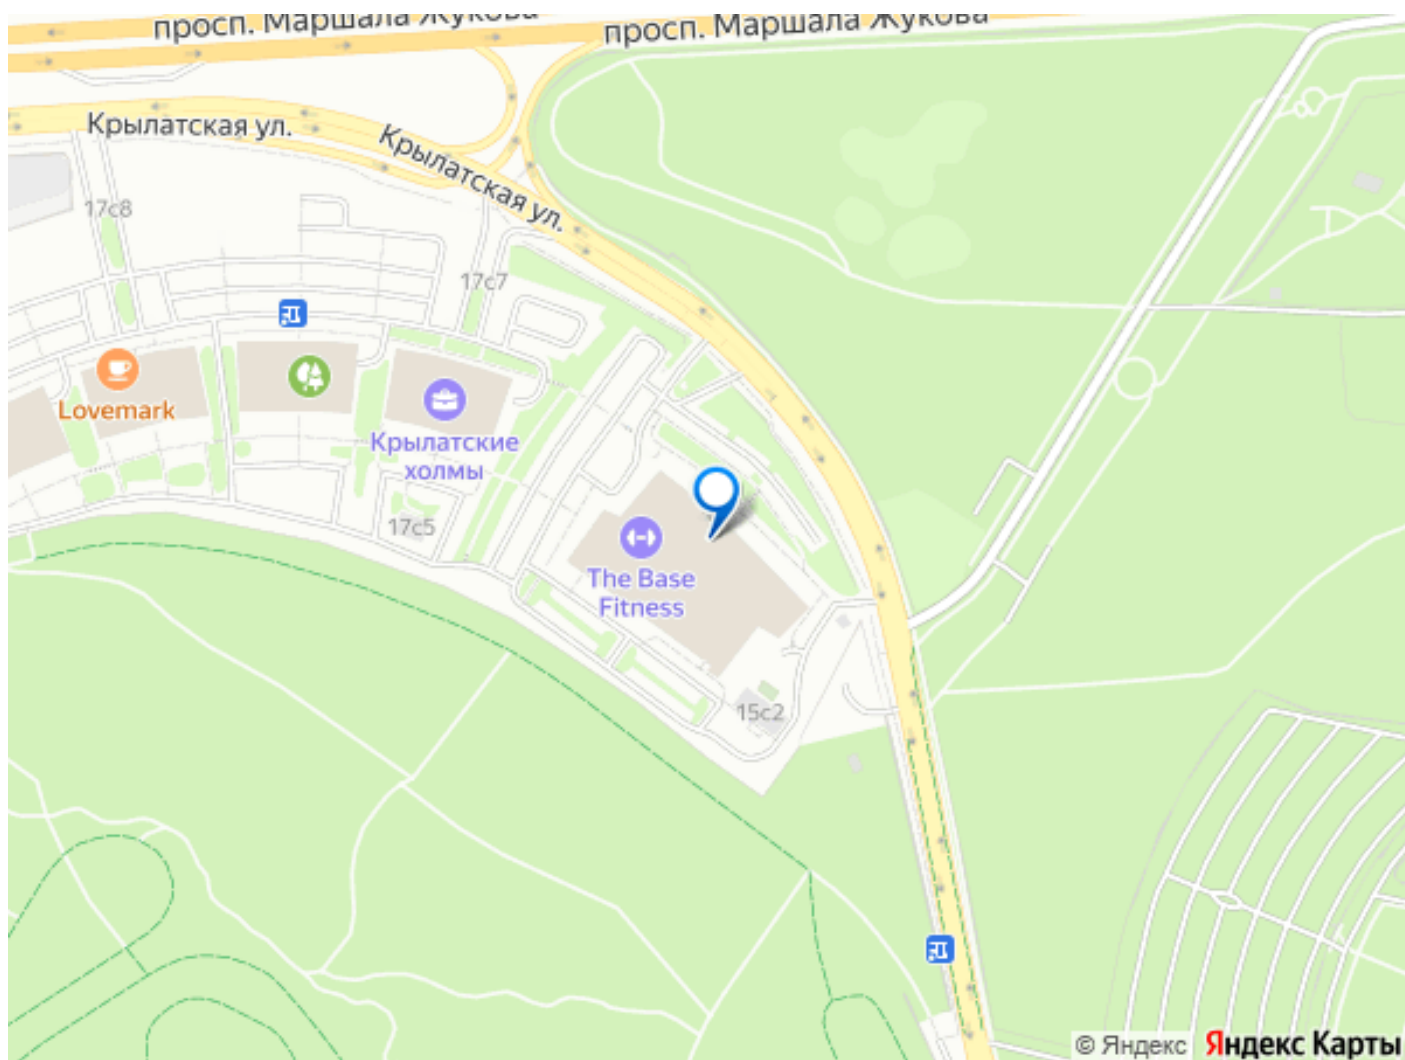 просп. Маршала Жукова
просп. Маршала Жукова
Крылатская ул.
Крылатская ул.
17с8
17с7
Lovemark
Крылатские
холмы
17с5
The Base
Fitness
15с2
© Яндекс Яндекс Карты